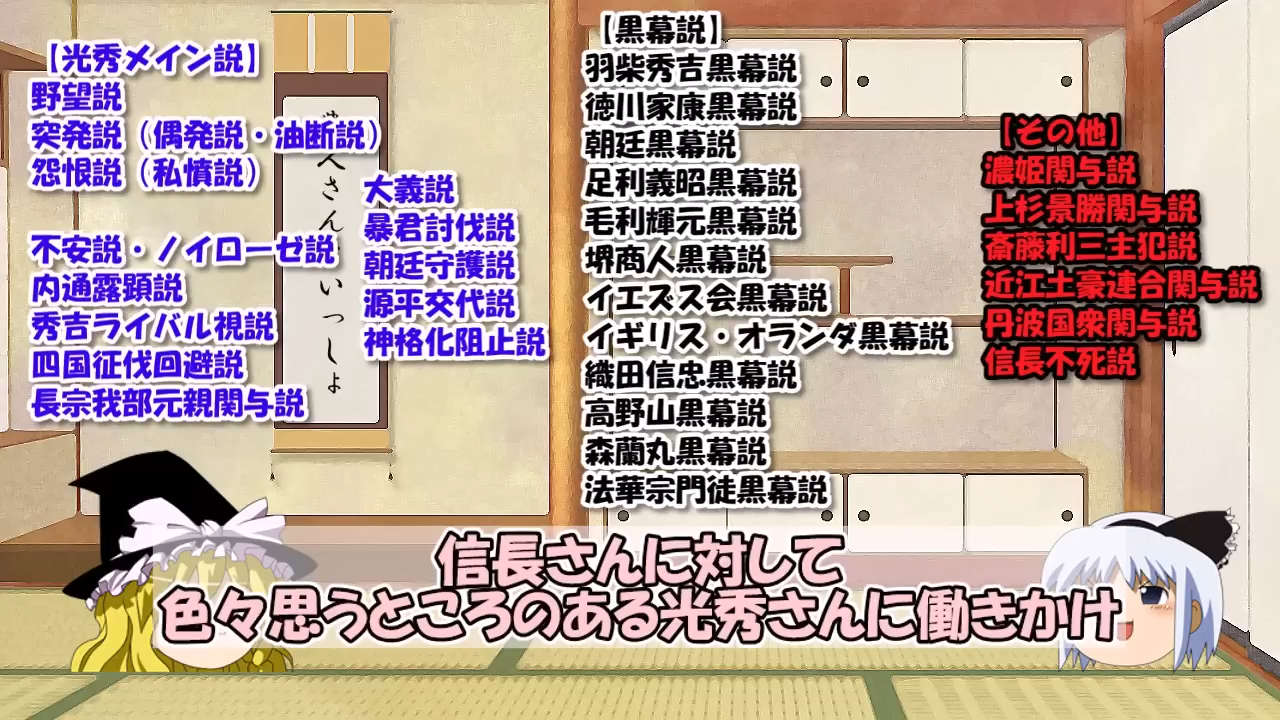 【光秀メイン説】
野望説
突発説（偶発説・油断説）
怨恨説（私憤説）
不安説・ノイローゼ説
内通露顕説
秀吉ライバル視説
四国征伐回避説
長宗我部元親関与説
大義説
暴君討伐説
朝廷守護説
源平交代説
神格化阻止説
【黒幕説】
羽柴秀吉黒幕説
徳川家康黒幕説
朝廷黒幕説
足利義昭黒幕説
毛利輝元黒幕説
堺商人黒幕説
イエズス会黒幕説
イギリス・オランダ黒幕説
織田信忠黒幕説
高野山黒幕説
森蘭丸黒幕説
法華宗門徒黒幕説
【その他】
濃姫関与説
上杉景勝関与説
斎藤利三主犯説
近江土豪連合関与説
丹波国衆関与説
信長不死説
さんいっしょ
信長さんに対して
色々思うところのある光秀さんに働きかけ